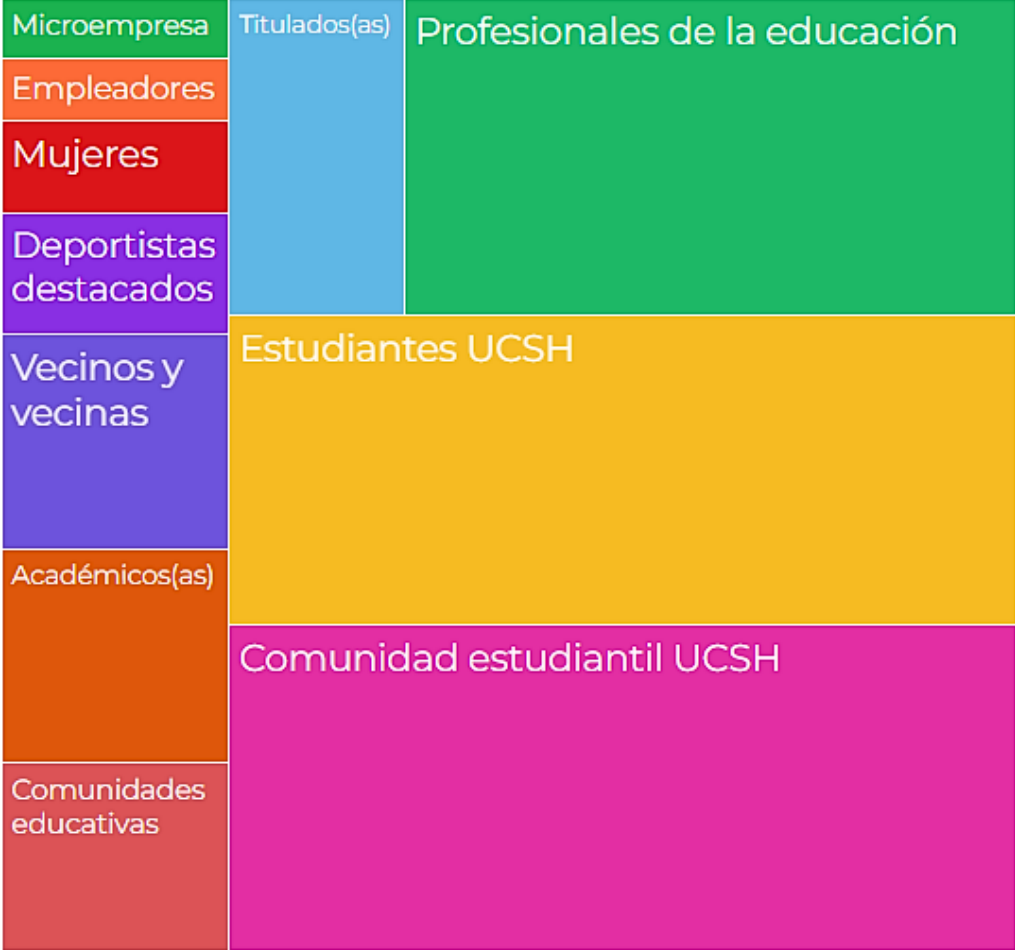 Microempresa
Empleadores
Mujeres
Deportistas
destacados
Vecinos y
vecinas
Académicos(as)
Comunidades
educativas
Titulados(as)
Profesionales de la educación
Estudiantes UCSH
Comunidad estudiantil UCSH